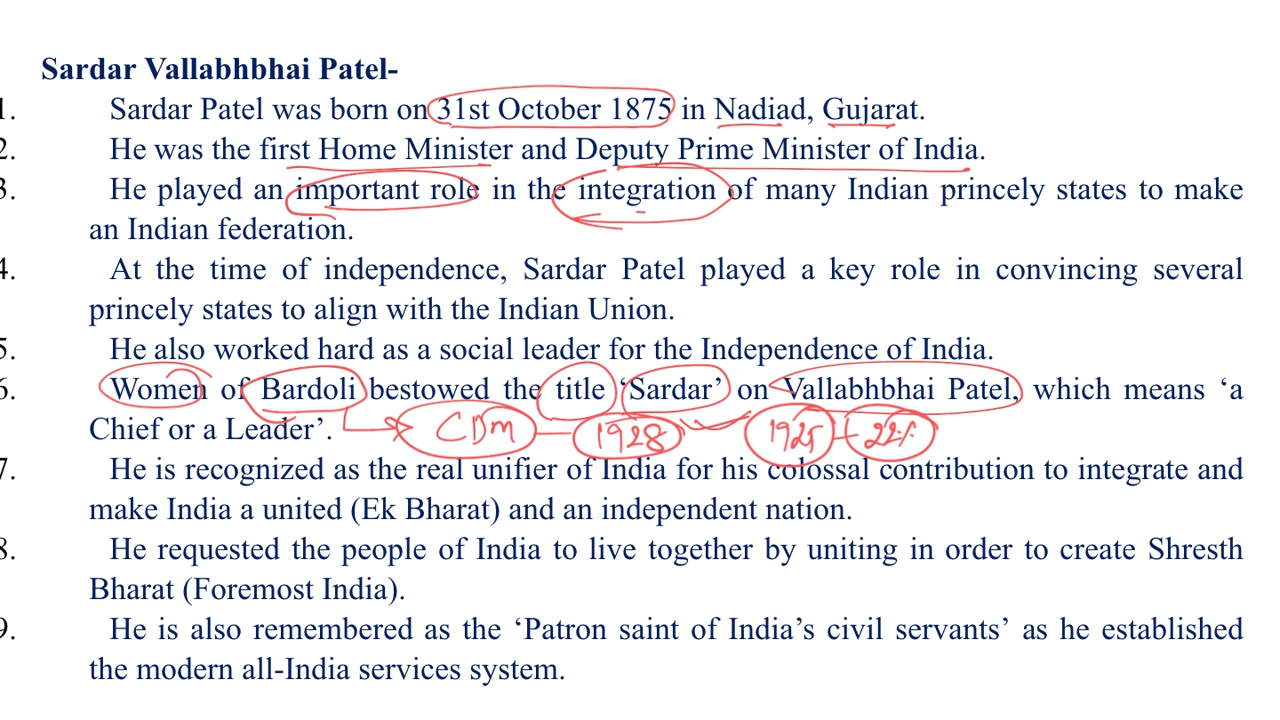 Sardar Vallabhbhai Patel-
1. Sardar Patel was born on 31st October 1875 in Nadiad, Gujarat.
2. He was the first Home Minister and Deputy Prime Minister of India.
3. He played an important role in the integration of many Indian princely states to make
an Indian federation.
4. At the time of independence, Sardar Patel played a key role in convincing several
princely states to align with the Indian Union.
5. He also worked hard as a social leader for the Independence of India.
6. Women of Bardoli bestowed the title ‘Sardar’ on Vallabhbhai Patel, which means ‘a
Chief or a Leader’. CDM – 1928 1925 + 22%
7. He is recognized as the real unifier of India for his colossal contribution to integrate and
make India a united (Ek Bharat) and an independent nation.
8. He requested the people of India to live together by uniting in order to create Shresth
Bharat (Foremost India).
9. He is also remembered as the ‘Patron saint of India’s civil servants’ as he established
the modern all-India services system.